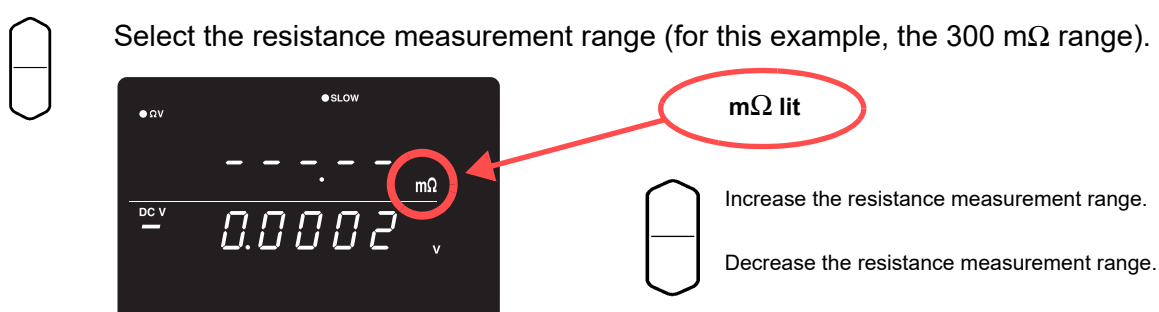 Select the resistance measurement range (for this example, the 300 mΩ range).
SLOW
ΩV
mΩ lit
- - -.- -
mΩ
DC V
0.0002
V
Increase the resistance measurement range.
Decrease the resistance measurement range.